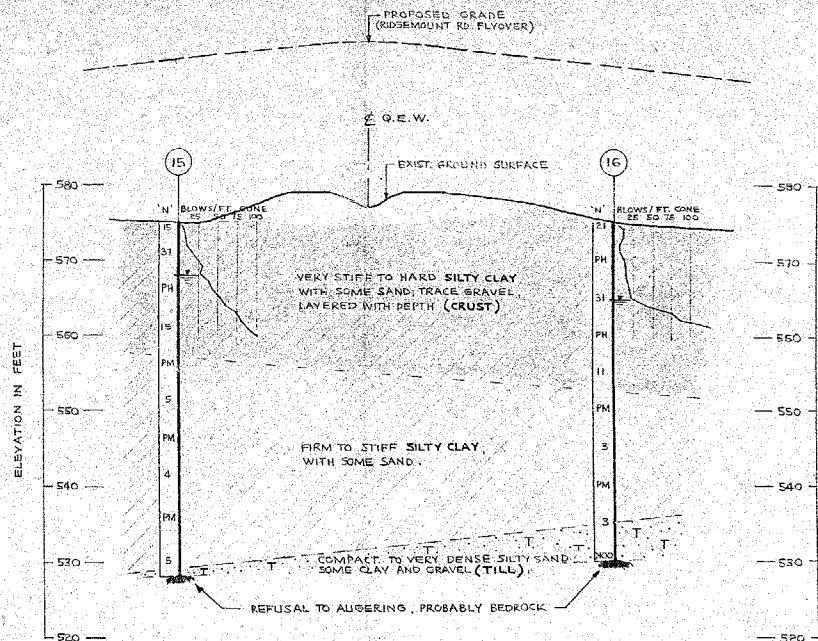 PROPOSED GRADE
(RIDGEMOUNT RD. FLYOVER)
℄ Q.E.W.
15
16
EXIST. GROUND SURFACE
580
580
'N' BLOWS/FT. CONE
25 50 75 100
'N' BLOWS/FT. CONE
25 50 75 100
15
37
PH
15
PM
5
PM
4
PM
5
21
PH
31
PH
11
PM
3
PM
3
570
570
VERY STIFF TO HARD SILTY CLAY
WITH SOME SAND, TRACE GRAVEL,
LAYERED WITH DEPTH (CRUST)
560
560
ELEVATION IN FEET
550
550
FIRM TO STIFF SILTY CLAY,
WITH SOME SAND.
540
540
T
T
T
T
T
530
530
COMPACT TO VERY DENSE SILTY SAND
SOME CLAY AND GRAVEL (TILL)
REFUSAL TO AUGERING, PROBABLY BEDROCK
520
520